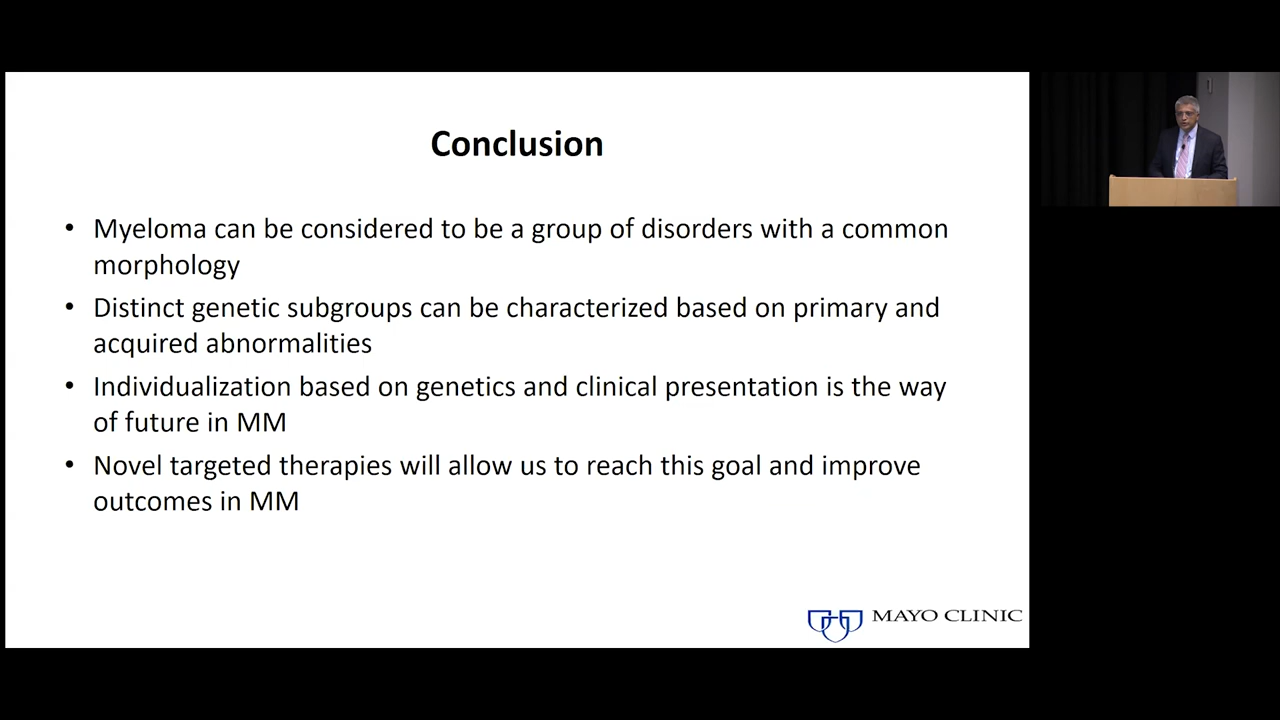 Conclusion
• Myeloma can be considered to be a group of disorders with a common
morphology
• Distinct genetic subgroups can be characterized based on primary and
acquired abnormalities
• Individualization based on genetics and clinical presentation is the way
of future in MM
• Novel targeted therapies will allow us to reach this goal and improve
outcomes in MM
MAYO CLINIC